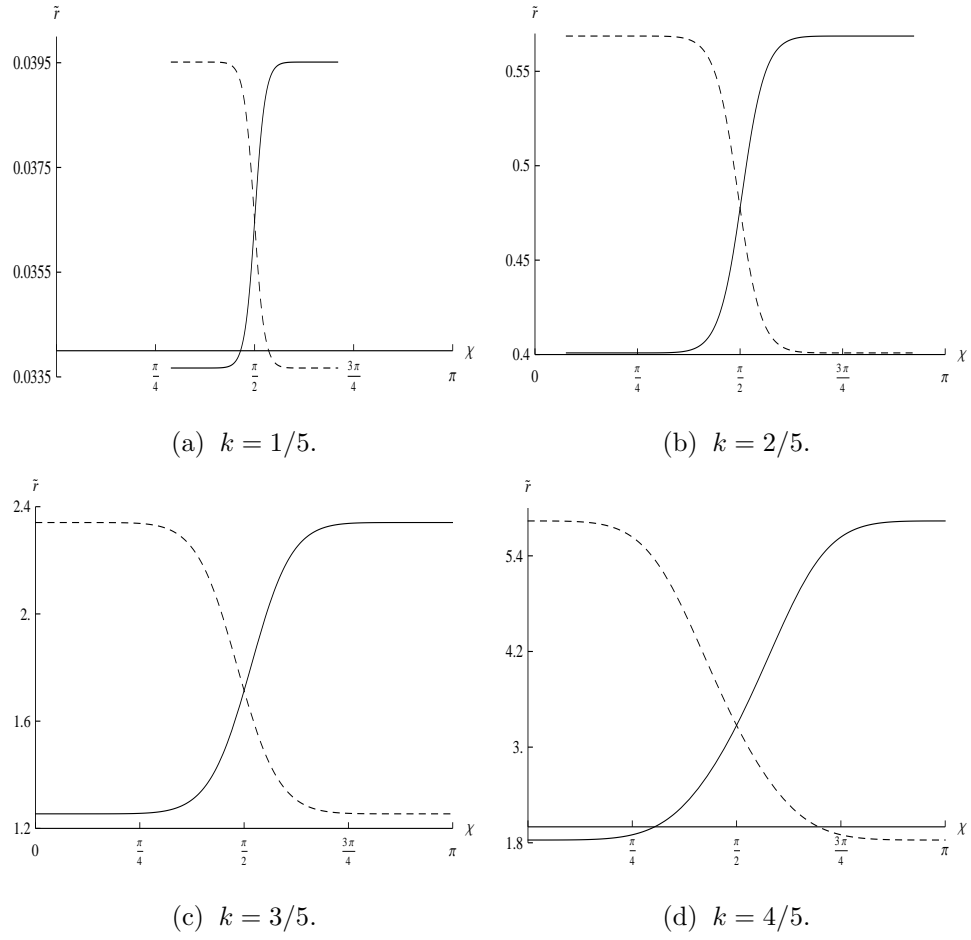 r̃
0.0395
0.0375
0.0355
0.0335
π/4
π/2
3π/4
π
χ
(a) k = 1/5.
r̃
0.55
0.5
0.45
0.4
0
π/4
π/2
3π/4
π
χ
(b) k = 2/5.
r̃
2.4
2.
1.6
1.2
0
π/4
π/2
3π/4
π
χ
(c) k = 3/5.
r̃
5.4
4.2
3.
1.8
π/4
π/2
3π/4
π
χ
(d) k = 4/5.